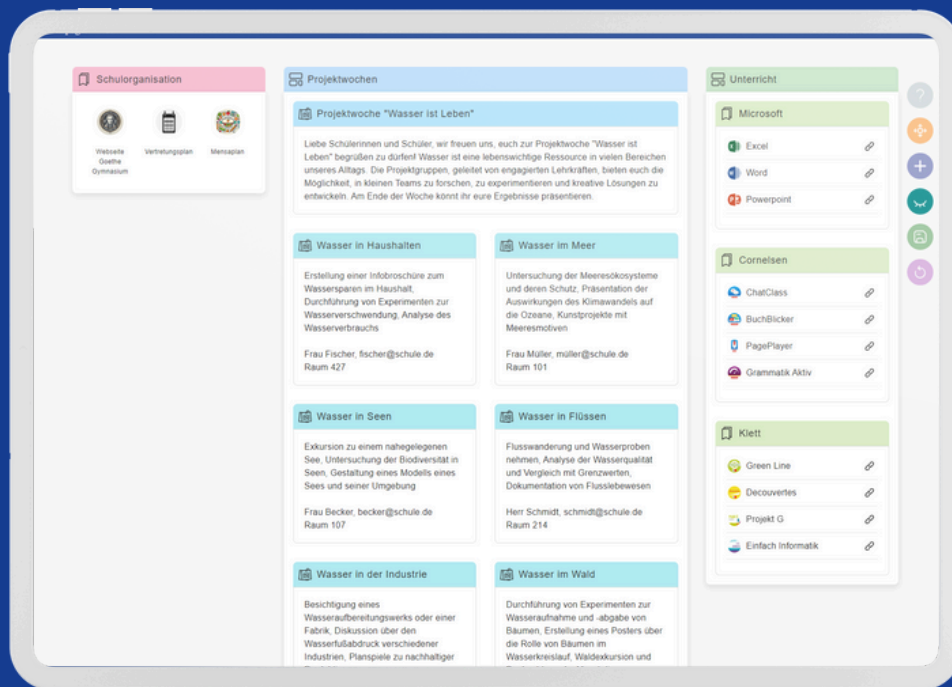 Schulorganisation
Webseite
Goethe
Gymnasium
Vertretungsplan
Mensaplan
Projektwochen
Projektwoche "Wasser ist Leben"
Liebe Schülerinnen und Schüler, wir freuen uns, euch zur Projektwoche "Wasser ist
Leben" begrüßen zu dürfen! Wasser ist eine lebenswichtige Ressource in vielen Bereichen
unseres Alltags. Die Projektgruppen, geleitet von engagierten Lehrkräften, bieten euch die
Möglichkeit, in kleinen Teams zu forschen, zu experimentieren und kreative Lösungen zu
entwickeln. Am Ende der Woche könnt ihr eure Ergebnisse präsentieren.
Wasser in Haushalten
Erstellung einer Infobroschüre zum
Wassersparen im Haushalt,
Durchführung von Experimenten zur
Wasserverschwendung, Analyse des
Wasserverbrauchs
Frau Fischer, fischer@schule.de
Raum 427
Wasser im Meer
Untersuchung der Meeresökosysteme
und deren Schutz, Präsentation der
Auswirkungen des Klimawandels auf
die Ozeane, Kunstprojekte mit
Meeresmotiven
Frau Müller, müller@schule.de
Raum 101
Wasser in Seen
Exkursion zu einem nahegelegenen
See, Untersuchung der Biodiversität in
Seen, Gestaltung eines Modells eines
Sees und seiner Umgebung
Frau Becker, becker@schule.de
Raum 107
Wasser in Flüssen
Flusswanderung und Wasserproben
nehmen, Analyse der Wasserqualität
und Vergleich mit Grenzwerten,
Dokumentation von Flusslebewesen
Herr Schmidt, schmidt@schule.de
Raum 214
Wasser in der Industrie
Besichtigung eines
Wasseraufbereitungswerks oder einer
Fabrik, Diskussion über den
Wasserfußabdruck verschiedener
Industrien, Planspiele zu nachhaltiger
Wasser im Wald
Durchführung von Experimenten zur
Wasseraufnahme und -abgabe von
Bäumen, Erstellung eines Posters über
die Rolle von Bäumen im
Wasserkreislauf, Waldexkursion und
Unterricht
Microsoft
Excel
Word
Powerpoint
Cornelsen
ChatClass
BuchBlicker
PagePlayer
Grammatik Aktiv
Klett
Green Line
Decouvertes
Projekt G
Einfach Informatik
?